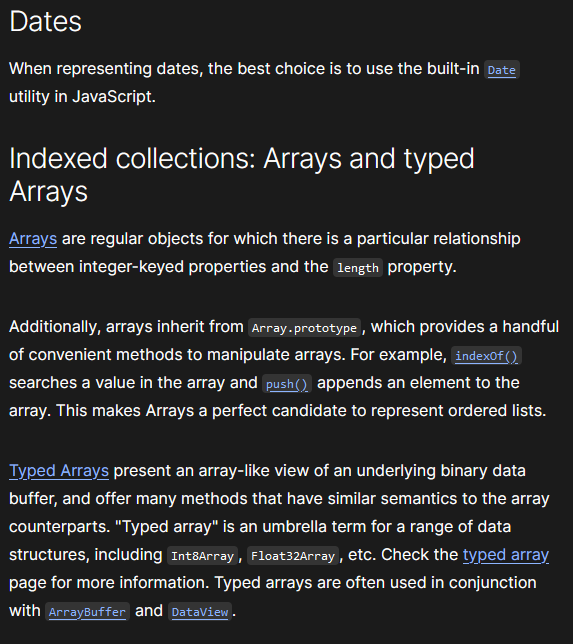 Dates
When representing dates, the best choice is to use the built-in Date
utility in JavaScript.
Indexed collections: Arrays and typed
Arrays
Arrays are regular objects for which there is a particular relationship
between integer-keyed properties and the length property.
Additionally, arrays inherit from Array.prototype, which provides a handful
of convenient methods to manipulate arrays. For example, indexOf()
searches a value in the array and push() appends an element to the
array. This makes Arrays a perfect candidate to represent ordered lists.
Typed Arrays present an array-like view of an underlying binary data
buffer, and offer many methods that have similar semantics to the array
counterparts. "Typed array" is an umbrella term for a range of data
structures, including Int8Array, Float32Array, etc. Check the typed array
page for more information. Typed arrays are often used in conjunction
with ArrayBuffer and DataView.